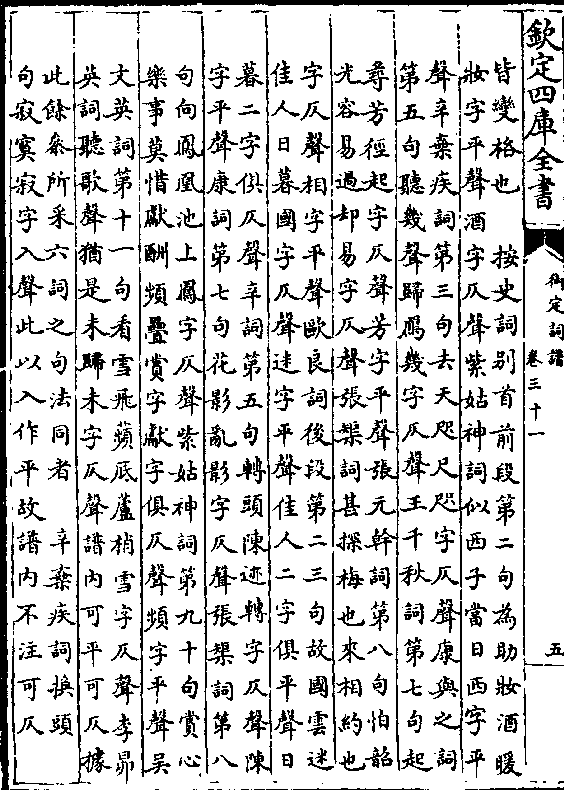 欽定四庫全書
御定詞譜
卷三十一
五
皆變格也　按史詞别首前段第二句為助妝酒暖
妝字平聲酒字仄聲紫姑神詞似西子當日西字平
聲辛棄疾詞第三句去天咫尺咫字仄聲康與之詞
第五句聽幾聲歸鴈幾字仄聲王千秋詞第七句起
尋芳徑起字仄聲芳字平聲張元幹詞第八句怕韶
光容易過却易字仄聲張榘詞甚探梅也來相約也
字仄聲相字平聲歐良詞後段第二三句故國雲迷
佳人日暮國字仄聲迷字平聲佳人二字俱平聲日
暮二字俱仄聲辛詞第五句轉頭陳迹轉字仄聲陳
字平聲康詞第七句花影亂影字仄聲張榘詞第八
句向鳳凰池上鳳字仄聲紫姑神詞第九十句賞心
樂事莫惜獻酬頻疊賞字獻字俱仄聲頻字平聲吳
文英詞第十一句看雪飛蘋底蘆梢雪字仄聲李昴
英詞聽歌聲猶是未歸未字仄聲譜内可平可仄據
此餘叅所采六詞之句法同者　辛棄疾詞換頭
句寂寞寂字入聲此以入作平故譜内不注可仄